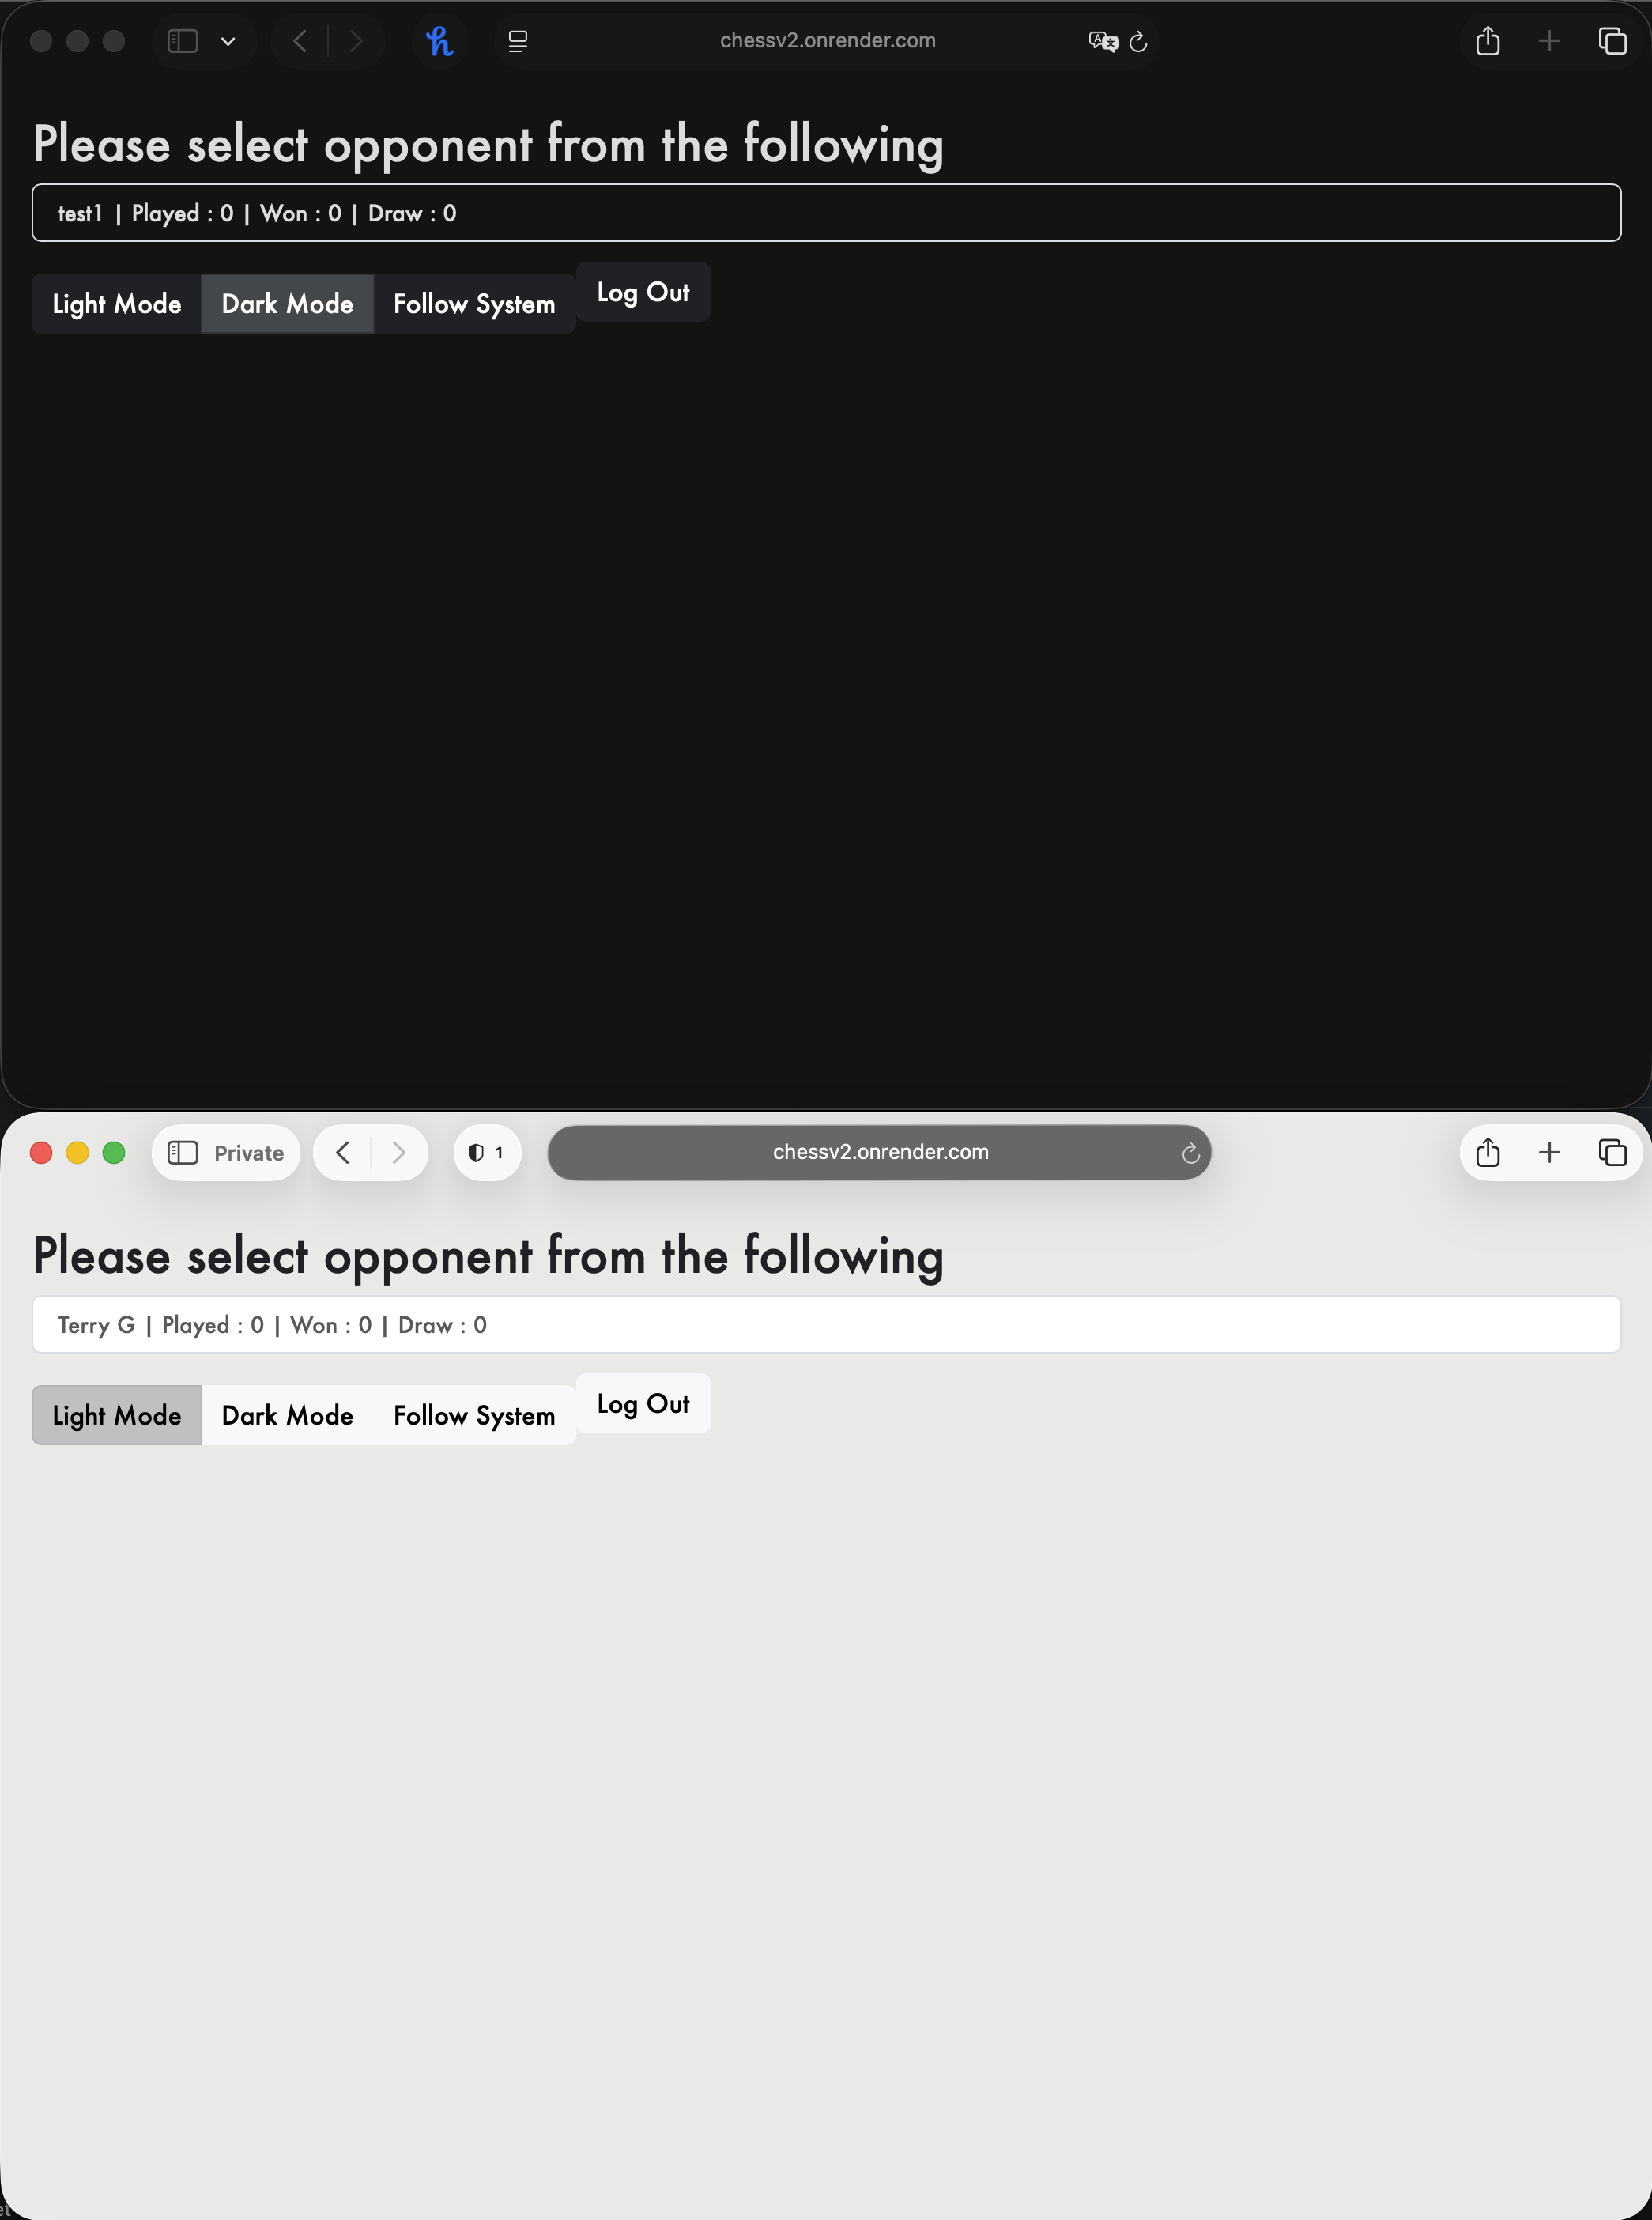 chessv2.onrender.com
Please select opponent from the following
test1 | Played : 0 | Won : 0 | Draw : 0
Light Mode Dark Mode Follow System Log Out
Private 1 chessv2.onrender.com
Please select opponent from the following
Terry G | Played : 0 | Won : 0 | Draw : 0
Light Mode Dark Mode Follow System Log Out